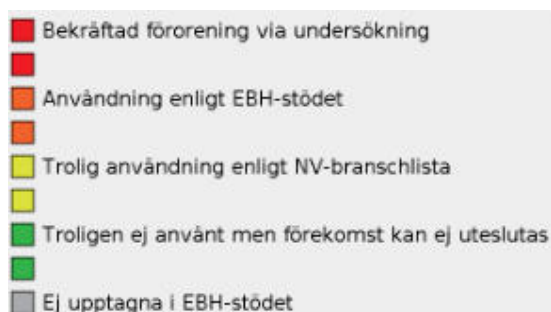 Bekräftad förorening via undersökning
Användning enligt EBH-stödet
Trolig användning enligt NV-branschlista
Troligen ej använt men förekomst kan ej uteslutas
Ej upptagna i EBH-stödet